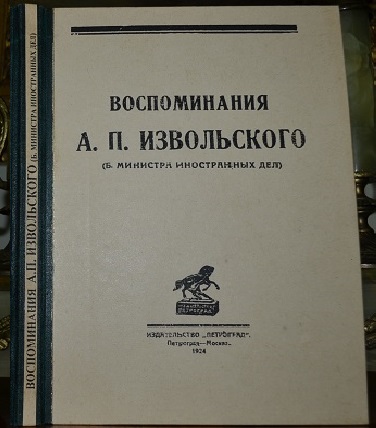 ВОСПОМИНАНИЯ
А. П. ИЗВОЛЬСКОГО
(Б. МИНИСТРА ИНОСТРАННЫХ ДЕЛ)
ИЗДАТЕЛЬСТВО „ПЕТРОГРАД“.
Петроград—Москва.
1924
ВОСПОМИНАНИЯ А.П. ИЗВОЛЬСКОГО (Б. МИНИСТРА ИНОСТРАННЫХ ДЕЛ)